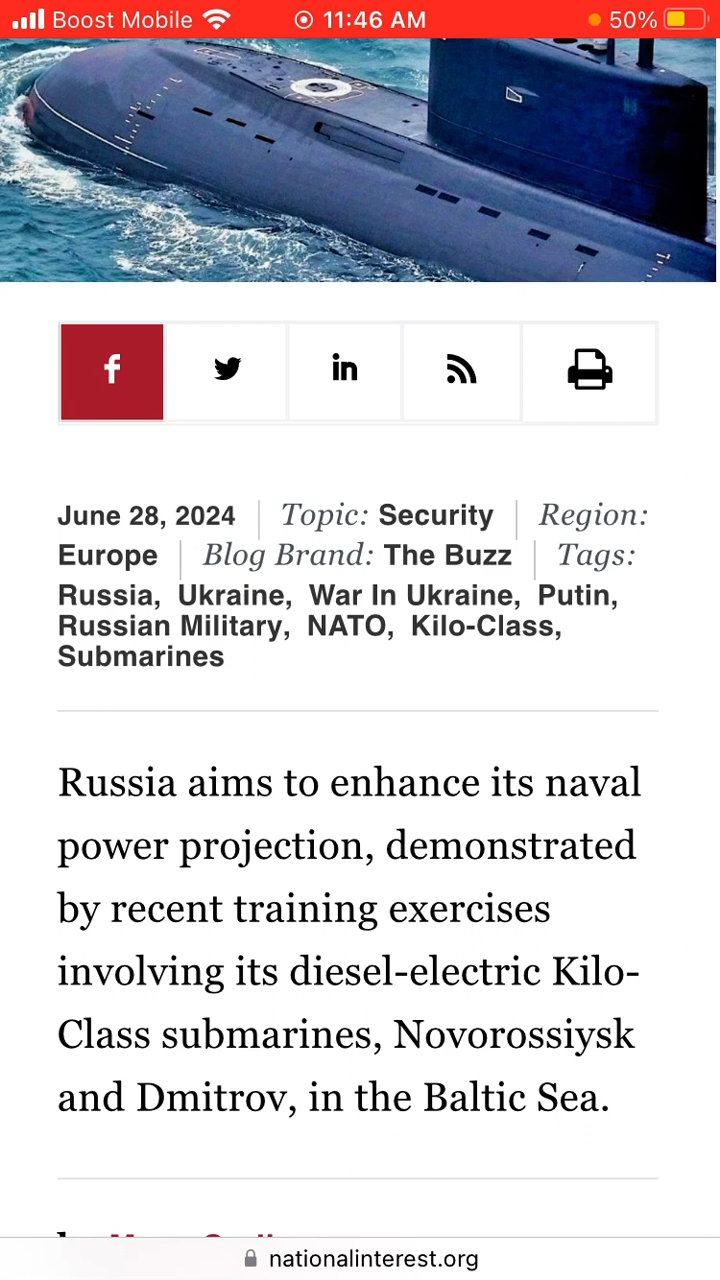 Boost Mobile 11:46 AM 50%
f in
June 28, 2024 Topic: Security Region:
Europe Blog Brand: The Buzz Tags:
Russia, Ukraine, War In Ukraine, Putin,
Russian Military, NATO, Kilo-Class,
Submarines
Russia aims to enhance its naval
power projection, demonstrated
by recent training exercises
involving its diesel-electric Kilo-
Class submarines, Novorossiysk
and Dmitrov, in the Baltic Sea.
nationalinterest.org